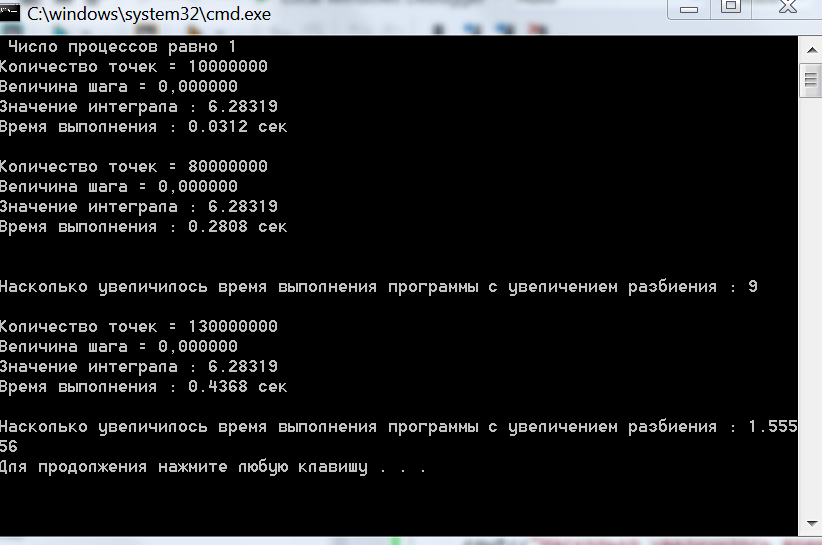 C:\windows\system32\cmd.exe
Число процессов равно 1
Количество точек = 10000000
Величина шага = 0,000000
Значение интеграла : 6.28319
Время выполнения : 0.0312 сек
Количество точек = 80000000
Величина шага = 0,000000
Значение интеграла : 6.28319
Время выполнения : 0.2808 сек
Насколько увеличилось время выполнения программы с увеличением разбиения : 9
Количество точек = 130000000
Величина шага = 0,000000
Значение интеграла : 6.28319
Время выполнения : 0.4368 сек
Насколько увеличилось время выполнения программы с увеличением разбиения : 1.555
56
Для продолжения нажмите любую клавишу . . .